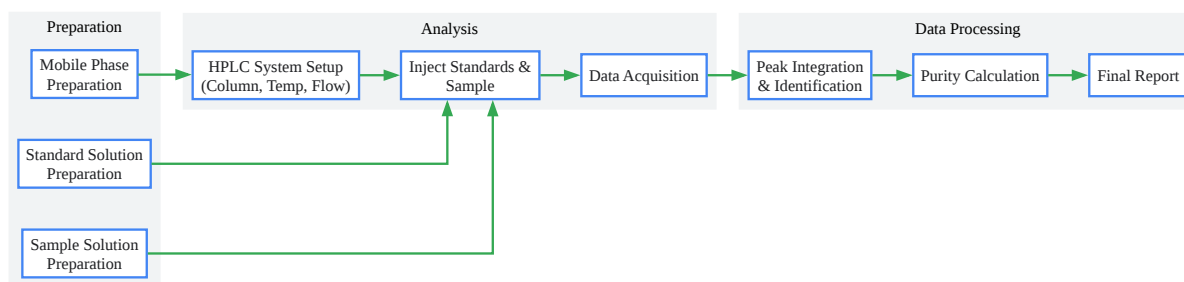 Preparation
Mobile Phase
Preparation
Standard Solution
Preparation
Sample Solution
Preparation
Analysis
HPLC System Setup
(Column, Temp, Flow)
Inject Standards &
Sample
Data Acquisition
Data Processing
Peak Integration
& Identification
Purity Calculation
Final Report